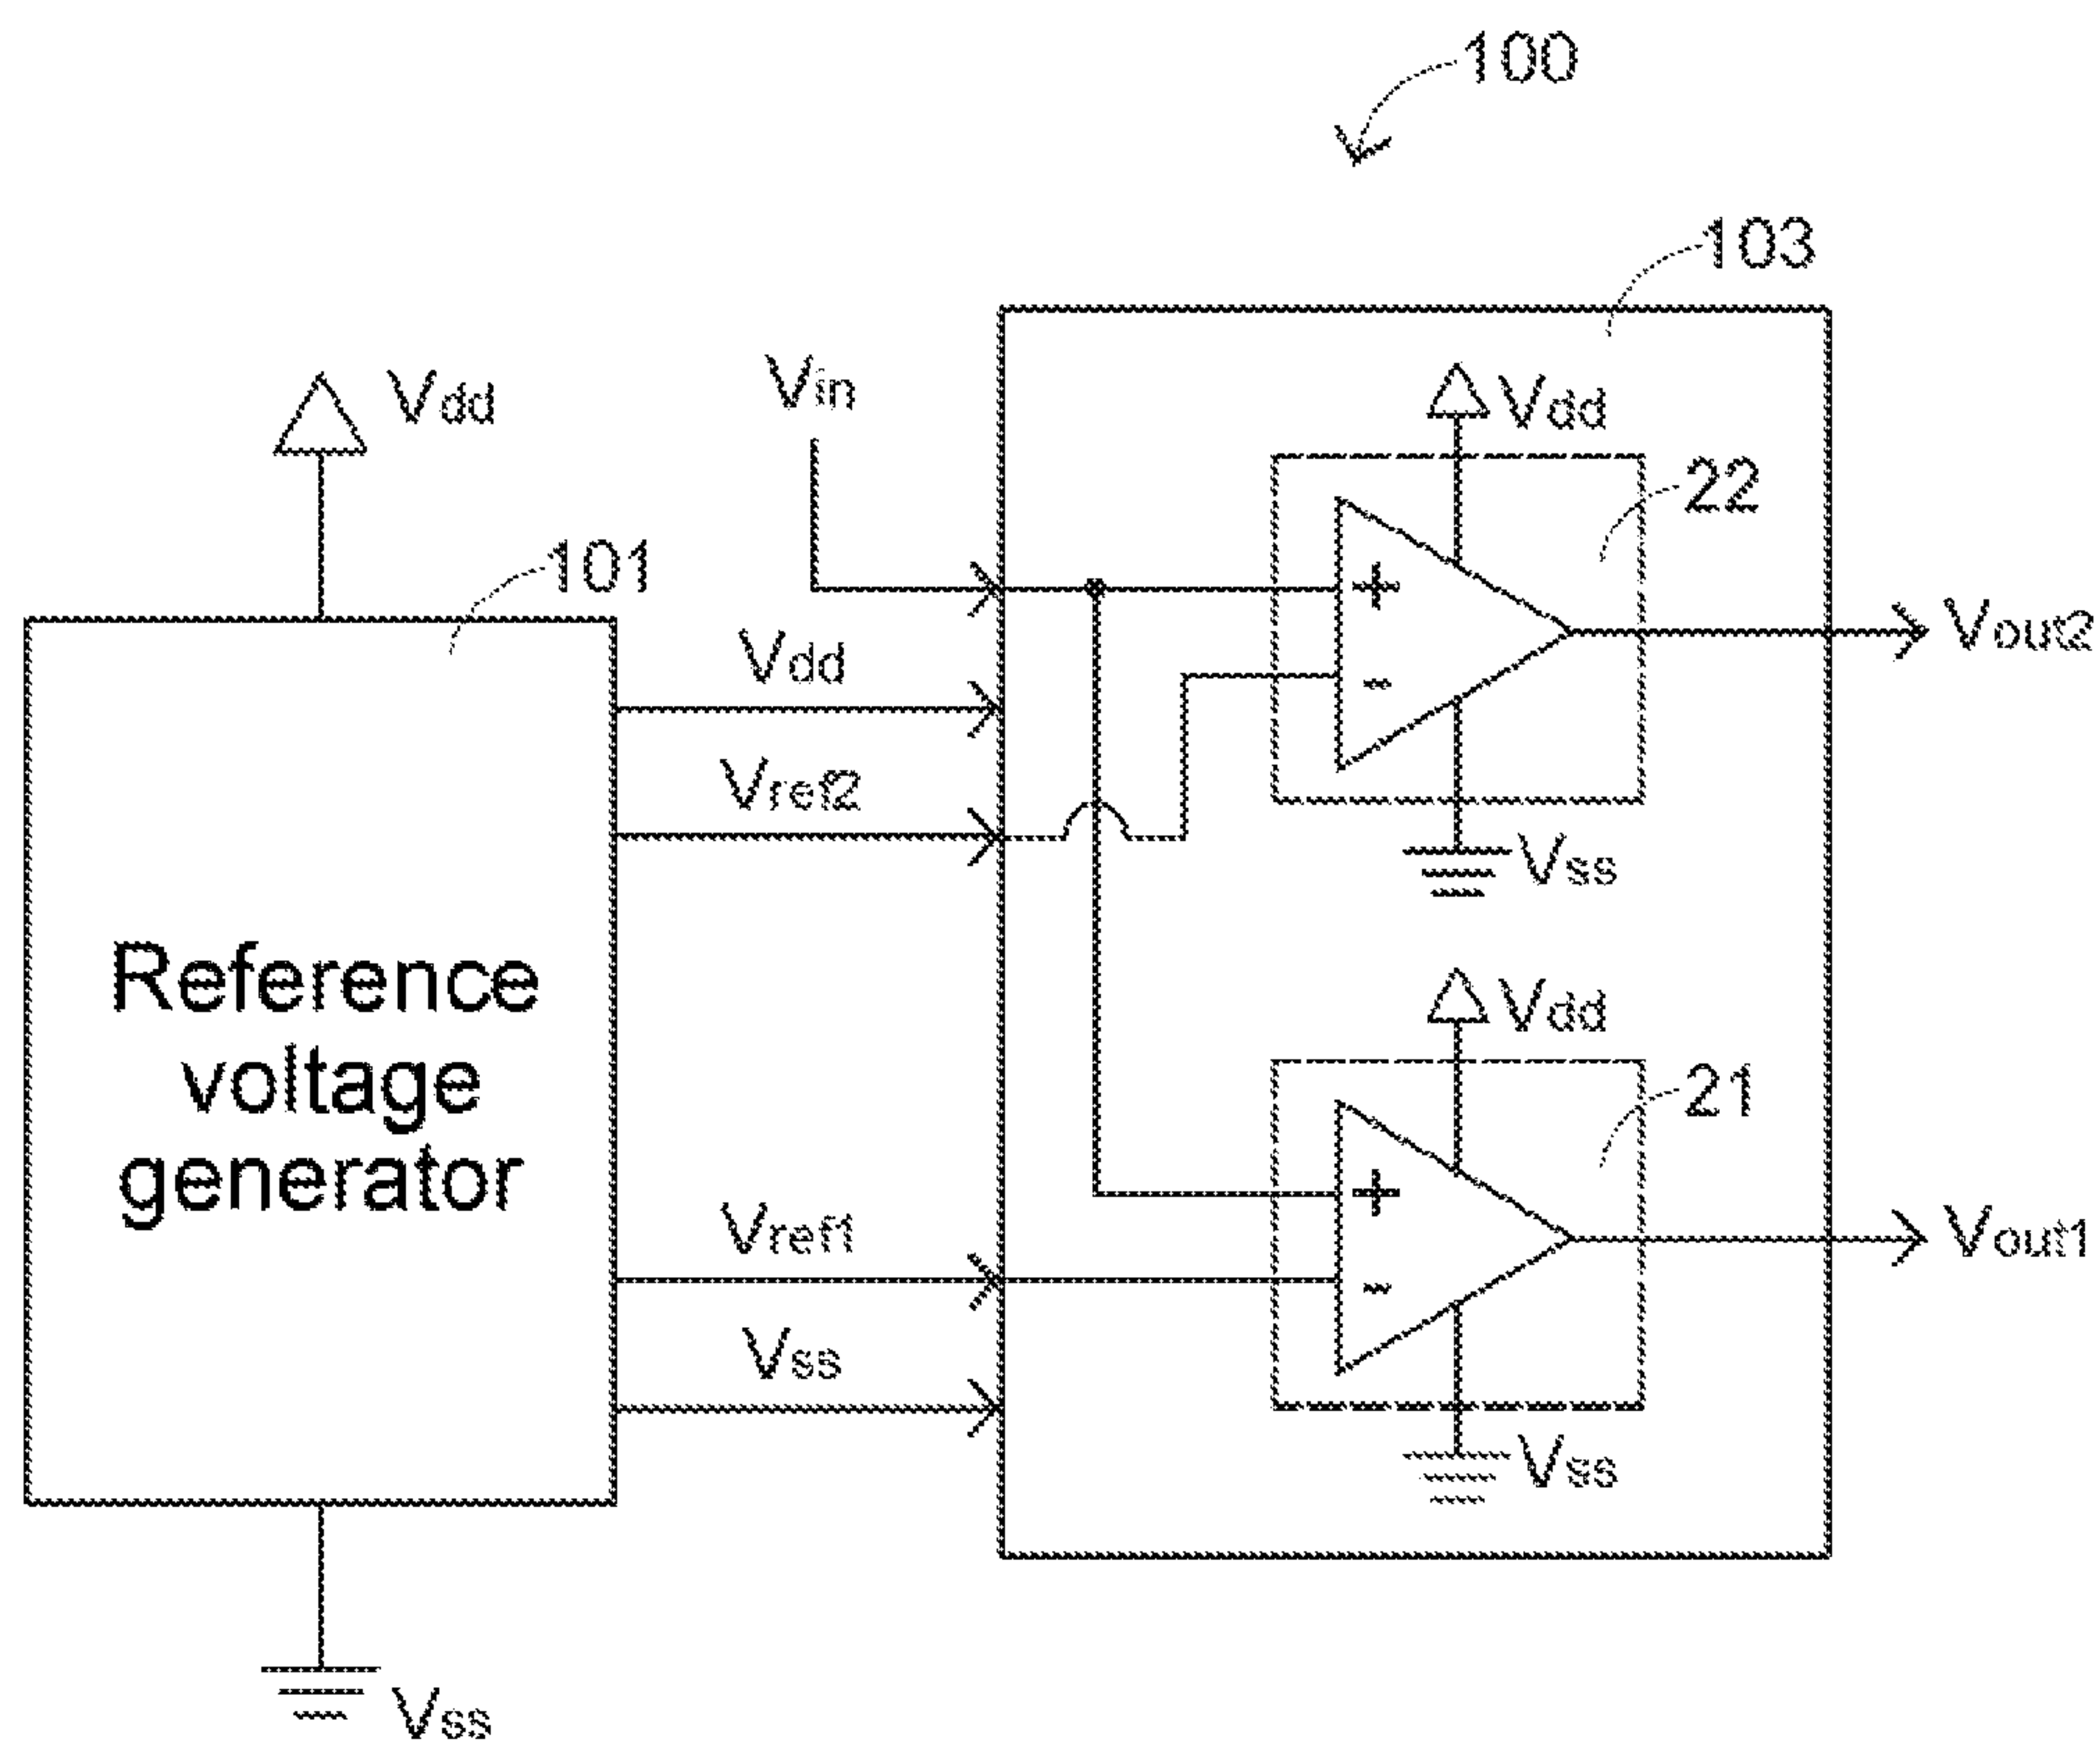 100
103
Vdd
Vin
Vdd
22
101
Vdd
+
-
Vout2
Vref2
Vss
Reference
voltage
generator
Vdd
21
+
-
Vref1
Vout1
Vss
Vss
Vss